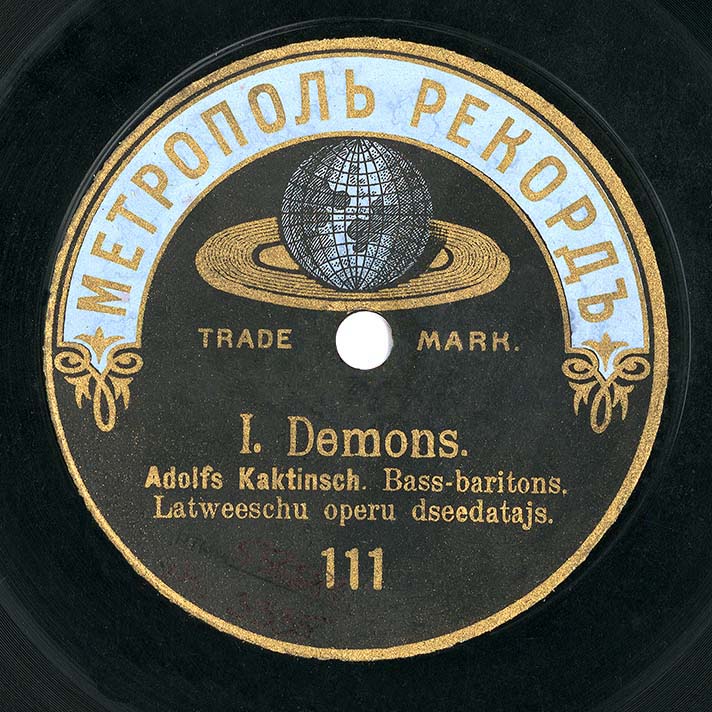 МЕТРОПОЛЬ РЕКОРДЪ
TRADE MARK.
I. Demons.
Adolfs Kaktinsch. Bass-baritons.
Latweeschu operu dseedatajs.
111